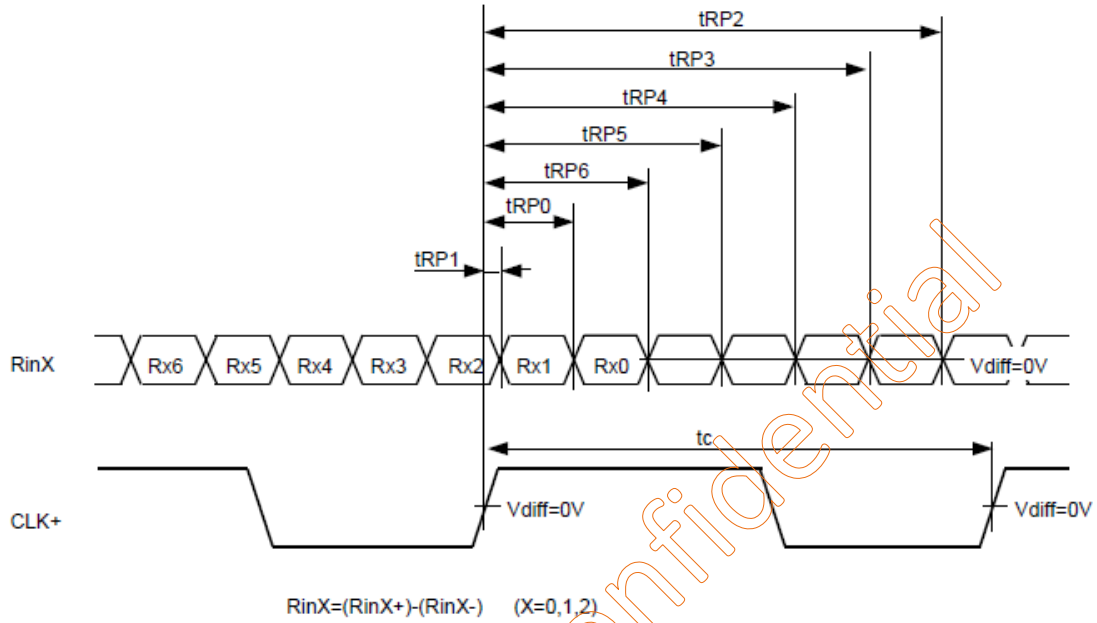 tRP2
tRP3
tRP4
tRP5
tRP6
tRP0
tRP1
RinX Rx6 Rx5 Rx4 Rx3 Rx2 Rx1 Rx0 Vdiff=0V
tc
CLK+ Vdiff=0V Vdiff=0V
RinX=(RinX+)-(RinX-) (X=0,1,2)
onfidential